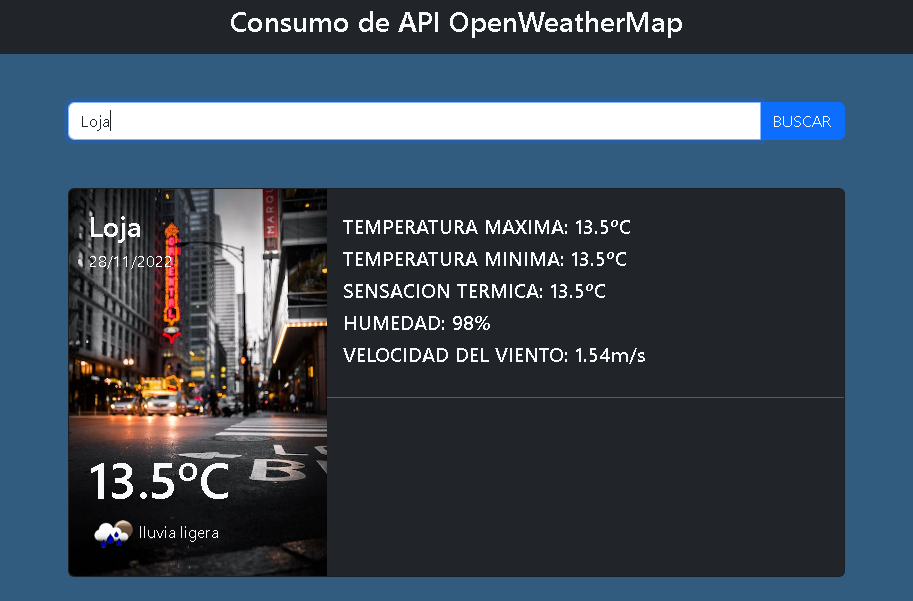 Consumo de API OpenWeatherMap
Loja
BUSCAR
Loja
28/11/2022
TEMPERATURA MAXIMA: 13.5ºC
TEMPERATURA MINIMA: 13.5ºC
SENSACION TERMICA: 13.5ºC
HUMEDAD: 98%
VELOCIDAD DEL VIENTO: 1.54m/s
13.5ºC
lluvia ligera